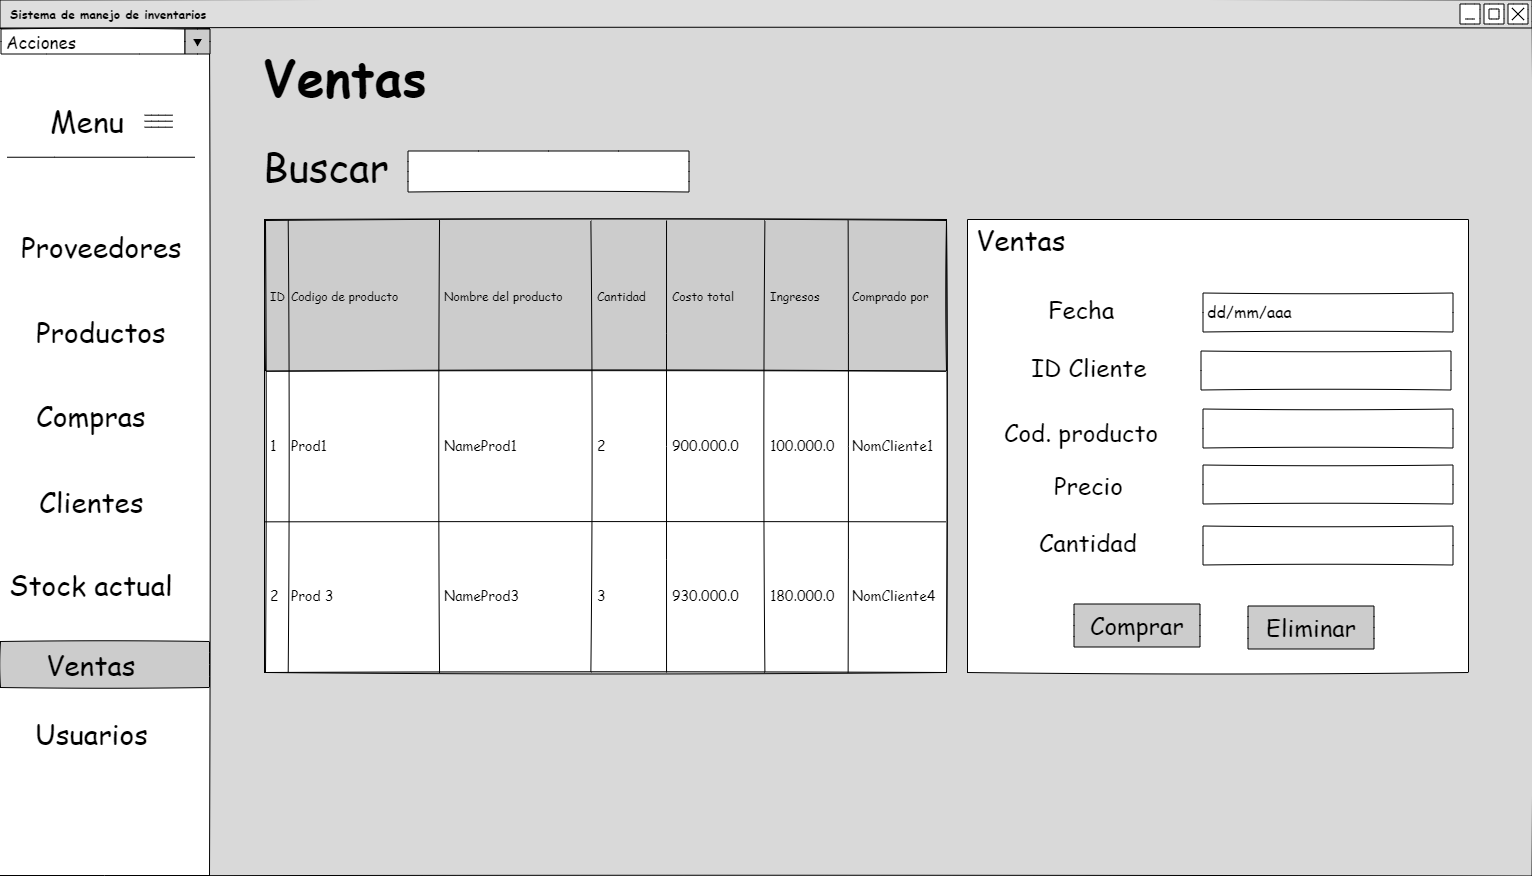 Sistema de manejo de inventarios
Acciones
Menu
Proveedores
Productos
Compras
Clientes
Stock actual
Ventas
Usuarios
Ventas
Buscar
ID Codigo de producto Nombre del producto Cantidad Costo total Ingresos Comprado por
1 Prod1 NameProd1 2 900.000.0 100.000.0 NomCliente1
2 Prod 3 NameProd3 3 930.000.0 180.000.0 NomCliente4
Ventas
Fecha dd/mm/aaa
ID Cliente
Cod. producto
Precio
Cantidad
Comprar Eliminar